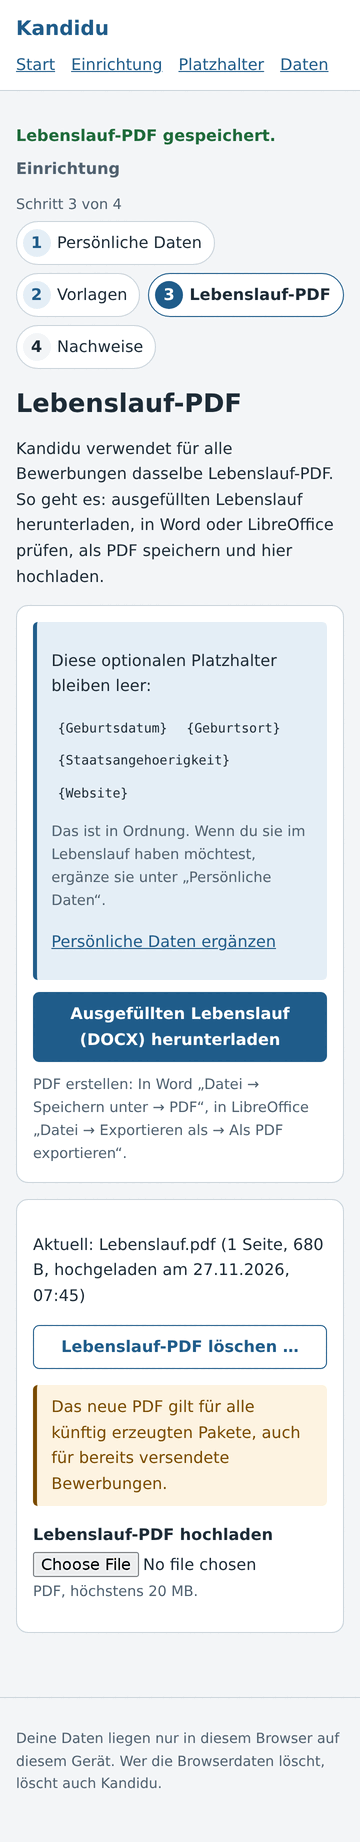 Kandidu
Start Einrichtung Platzhalter Daten
Lebenslauf-PDF gespeichert.
Einrichtung
Schritt 3 von 4
1 Persönliche Daten
2 Vorlagen 3 Lebenslauf-PDF
4 Nachweise
Lebenslauf-PDF
Kandidu verwendet für alle
Bewerbungen dasselbe Lebenslauf-PDF.
So geht es: ausgefüllten Lebenslauf
herunterladen, in Word oder LibreOffice
prüfen, als PDF speichern und hier
hochladen.
Diese optionalen Platzhalter
bleiben leer:
{Geburtsdatum} {Geburtsort}
{Staatsangehoerigkeit}
{Website}
Das ist in Ordnung. Wenn du sie im
Lebenslauf haben möchtest,
ergänze sie unter „Persönliche
Daten“.
Persönliche Daten ergänzen
Ausgefüllten Lebenslauf
(DOCX) herunterladen
PDF erstellen: In Word „Datei →
Speichern unter → PDF“, in LibreOffice
„Datei → Exportieren als → Als PDF
exportieren“.
Aktuell: Lebenslauf.pdf (1 Seite, 680
B, hochgeladen am 27.11.2026,
07:45)
Lebenslauf-PDF löschen …
Das neue PDF gilt für alle
künftig erzeugten Pakete, auch
für bereits versendete
Bewerbungen.
Lebenslauf-PDF hochladen
Choose File No file chosen
PDF, höchstens 20 MB.
Deine Daten liegen nur in diesem Browser auf
diesem Gerät. Wer die Browserdaten löscht,
löscht auch Kandidu.